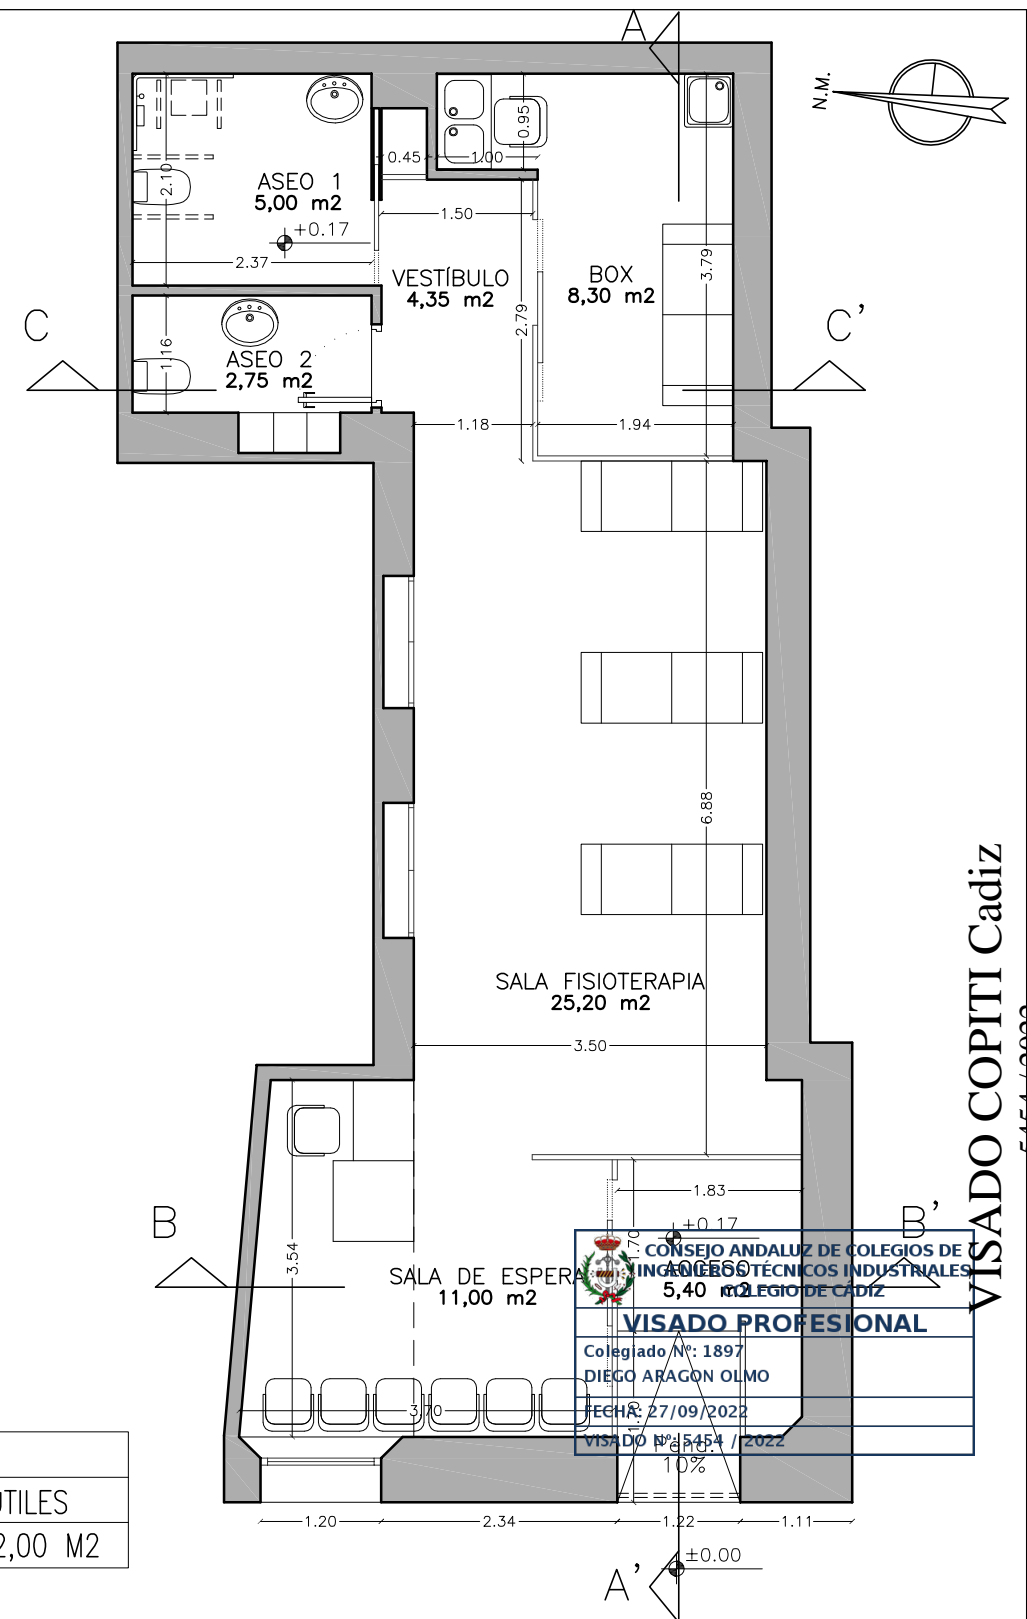 A
N.M.
0.95
0.45
1.00
ASEO 1
5,00 m2
2.10
1.50
+0.17
2.37
VESTÍBULO
4,35 m2
BOX
8,30 m2
3.79
2.79
C
C'
1.16
ASEO 2
2,75 m2
1.18
1.94
6.88
SALA FISIOTERAPIA
25,20 m2
3.50
VISADO COPITI Cadiz
5454 / 2022
1.83
B
B'
+0.17
1.70
3.54
SALA DE ESPERA
11,00 m2
ACCESO
5,40 m2
CONSEJO ANDALUZ DE COLEGIOS DE
INGENIEROS TÉCNICOS INDUSTRIALES
COLEGIO DE CÁDIZ
VISADO PROFESIONAL
Colegiado Nº: 1897
DIEGO ARAGON OLMO
FECHA: 27/09/2022
VISADO Nº: 5454 / 2022
3.70
10%
1.20
2.34
1.22
1.11
±0.00
A'
UTILES
2,00 M2